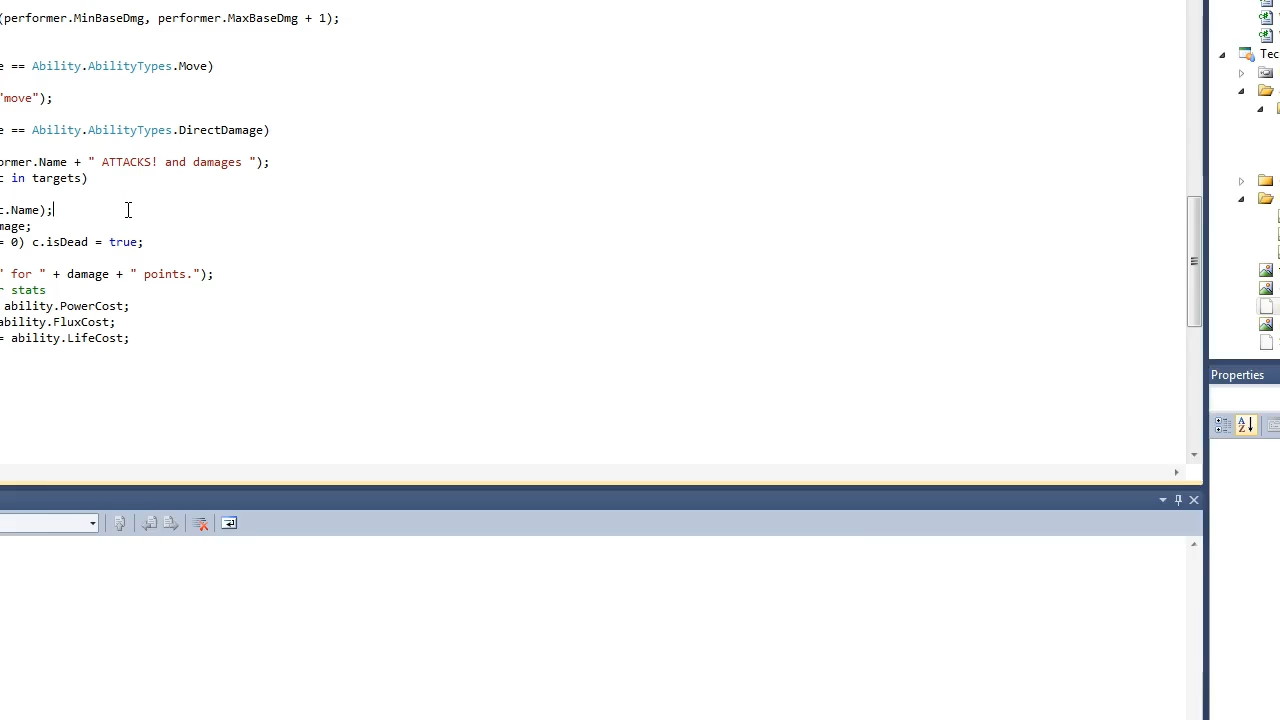 (performer.MinBaseDmg, performer.MaxBaseDmg + 1);
e == Ability.AbilityTypes.Move)
"move");
e == Ability.AbilityTypes.DirectDamage)
ormer.Name + " ATTACKS! and damages ");
c in targets)
c.Name);
mage;
= 0) c.isDead = true;
" for " + damage + " points.");
r stats
ability.PowerCost;
ability.FluxCost;
= ability.LifeCost;
Tec
Properties